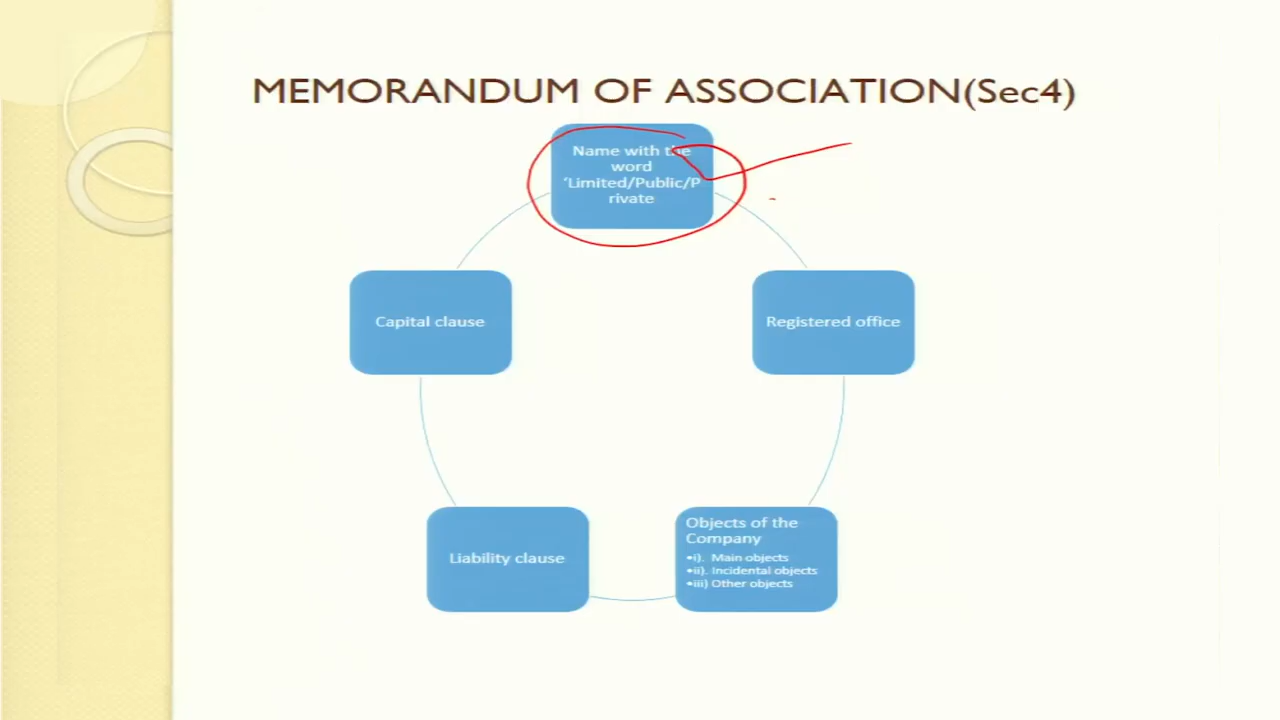 MEMORANDUM OF ASSOCIATION(Sec4)
Name with the
word
‘Limited/Public/P
rivate
Capital clause
Registered office
Liability clause
Objects of the
Company
•i). Main objects
•ii). Incidental objects
•iii) Other objects